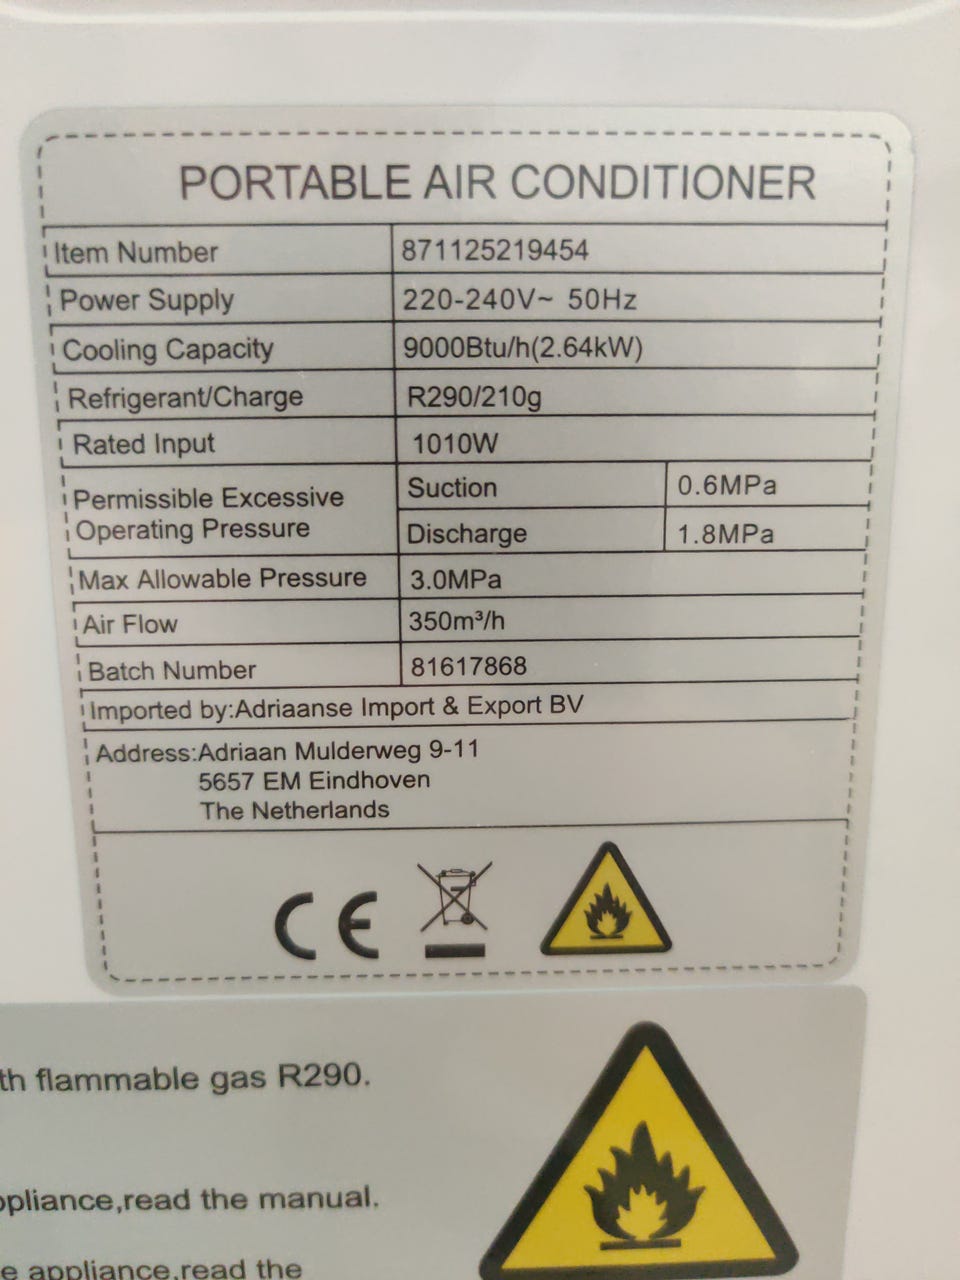 PORTABLE AIR CONDITIONER
Item Number 871125219454
Power Supply 220-240V~ 50Hz
Cooling Capacity 9000Btu/h(2.64kW)
Refrigerant/Charge R290/210g
Rated Input 1010W
Permissible Excessive
Operating Pressure
Suction 0.6MPa
Discharge 1.8MPa
Max Allowable Pressure 3.0MPa
Air Flow 350m³/h
Batch Number 81617868
Imported by:Adriaanse Import & Export BV
Address:Adriaan Mulderweg 9-11
5657 EM Eindhoven
The Netherlands
CE
th flammable gas R290.
ppliance,read the manual.
e appliance,read the